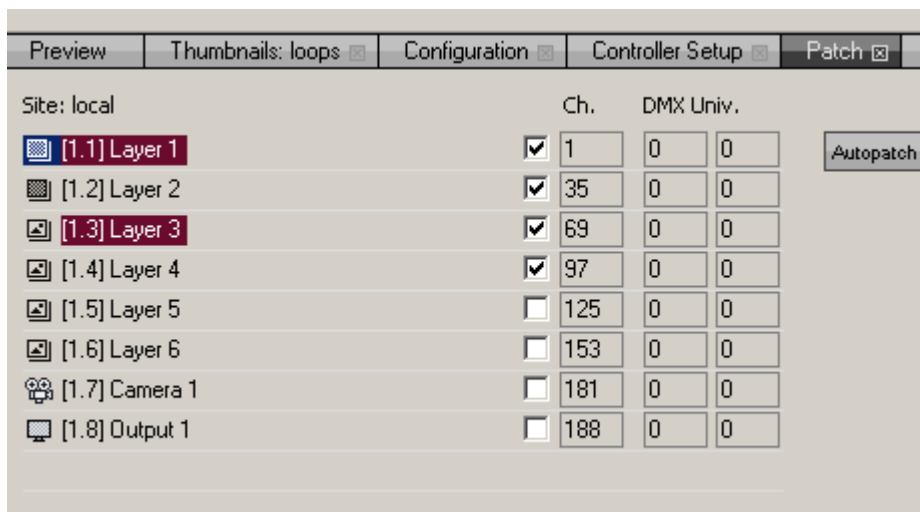 Preview Thumbnails: loops Configuration Controller Setup Patch
Site: local Ch. DMX Univ.
[1.1] Layer 1 1 0 0 Autopatch
[1.2] Layer 2 35 0 0
[1.3] Layer 3 69 0 0
[1.4] Layer 4 97 0 0
[1.5] Layer 5 125 0 0
[1.6] Layer 6 153 0 0
[1.7] Camera 1 181 0 0
[1.8] Output 1 188 0 0